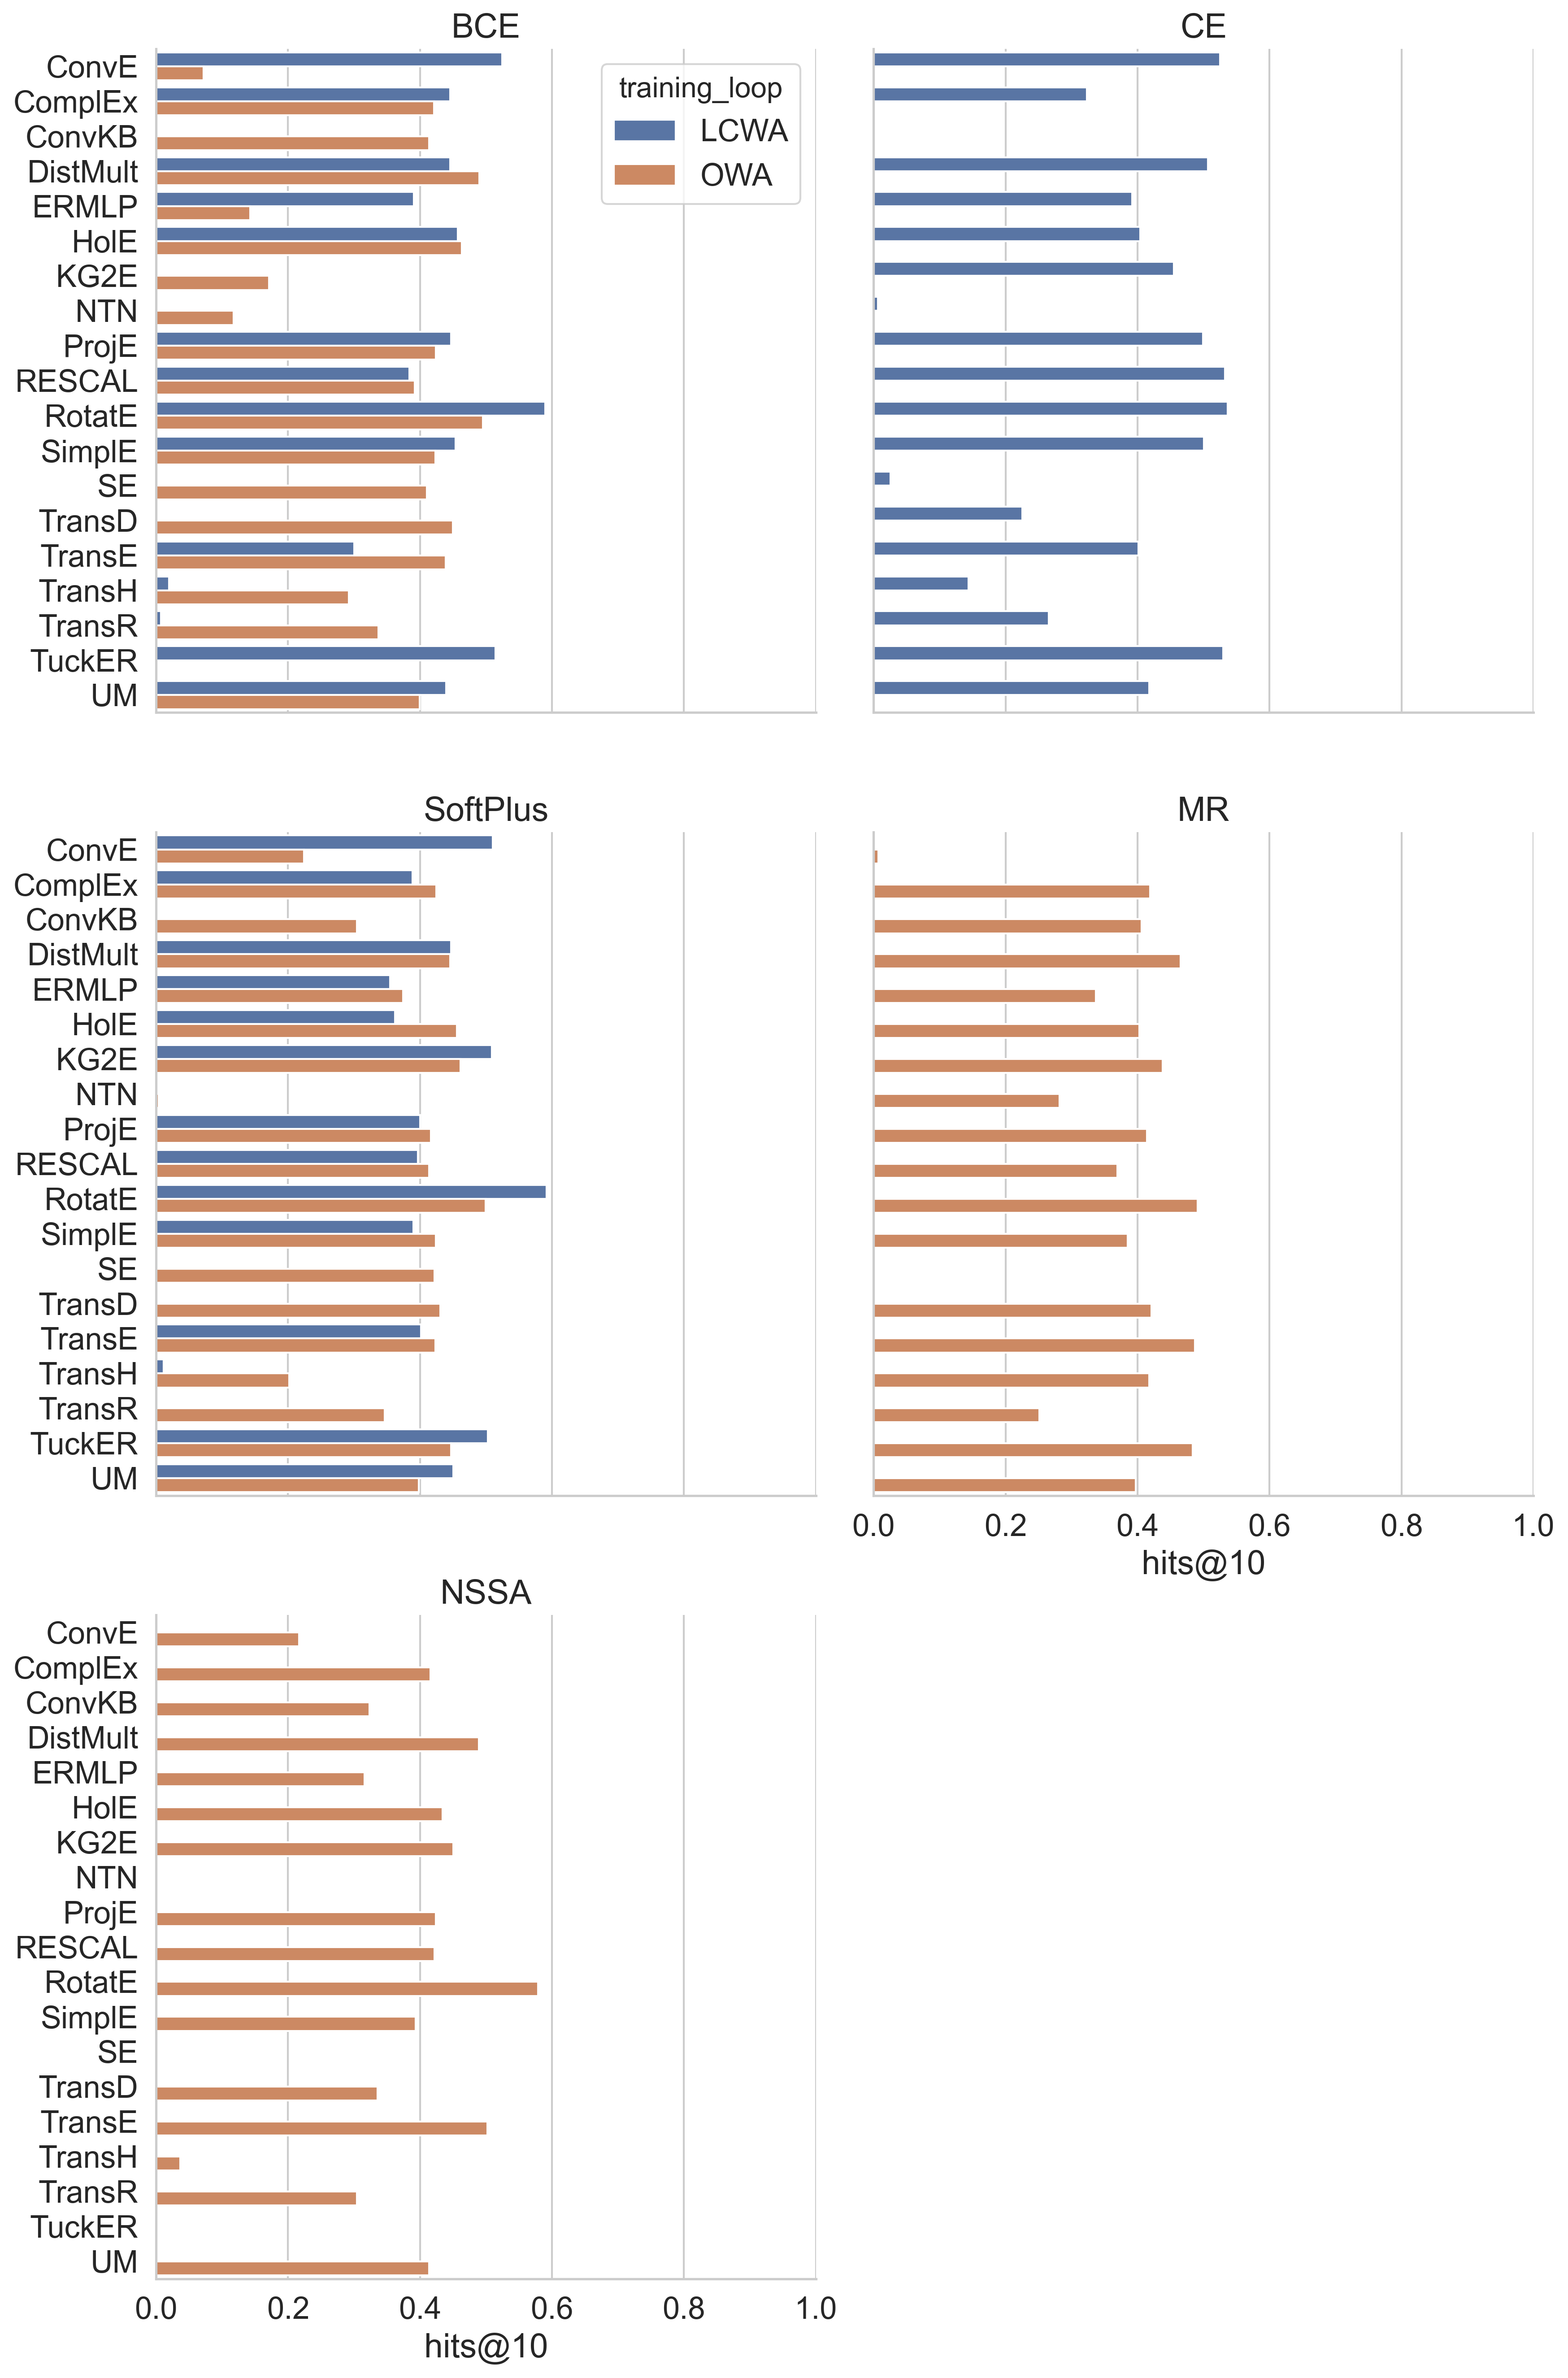 BCE
ConvE
ComplEx
ConvKB
DistMult
ERMLP
HolE
KG2E
NTN
ProjE
RESCAL
RotatE
SimplE
SE
TransD
TransE
TransH
TransR
TuckER
UM
training_loop
LCWA
OWA
CE
SoftPlus
ConvE
ComplEx
ConvKB
DistMult
ERMLP
HolE
KG2E
NTN
ProjE
RESCAL
RotatE
SimplE
SE
TransD
TransE
TransH
TransR
TuckER
UM
MR
0.0 0.2 0.4 0.6 0.8 1.0
hits@10
NSSA
ConvE
ComplEx
ConvKB
DistMult
ERMLP
HolE
KG2E
NTN
ProjE
RESCAL
RotatE
SimplE
SE
TransD
TransE
TransH
TransR
TuckER
UM
0.0 0.2 0.4 0.6 0.8 1.0
hits@10